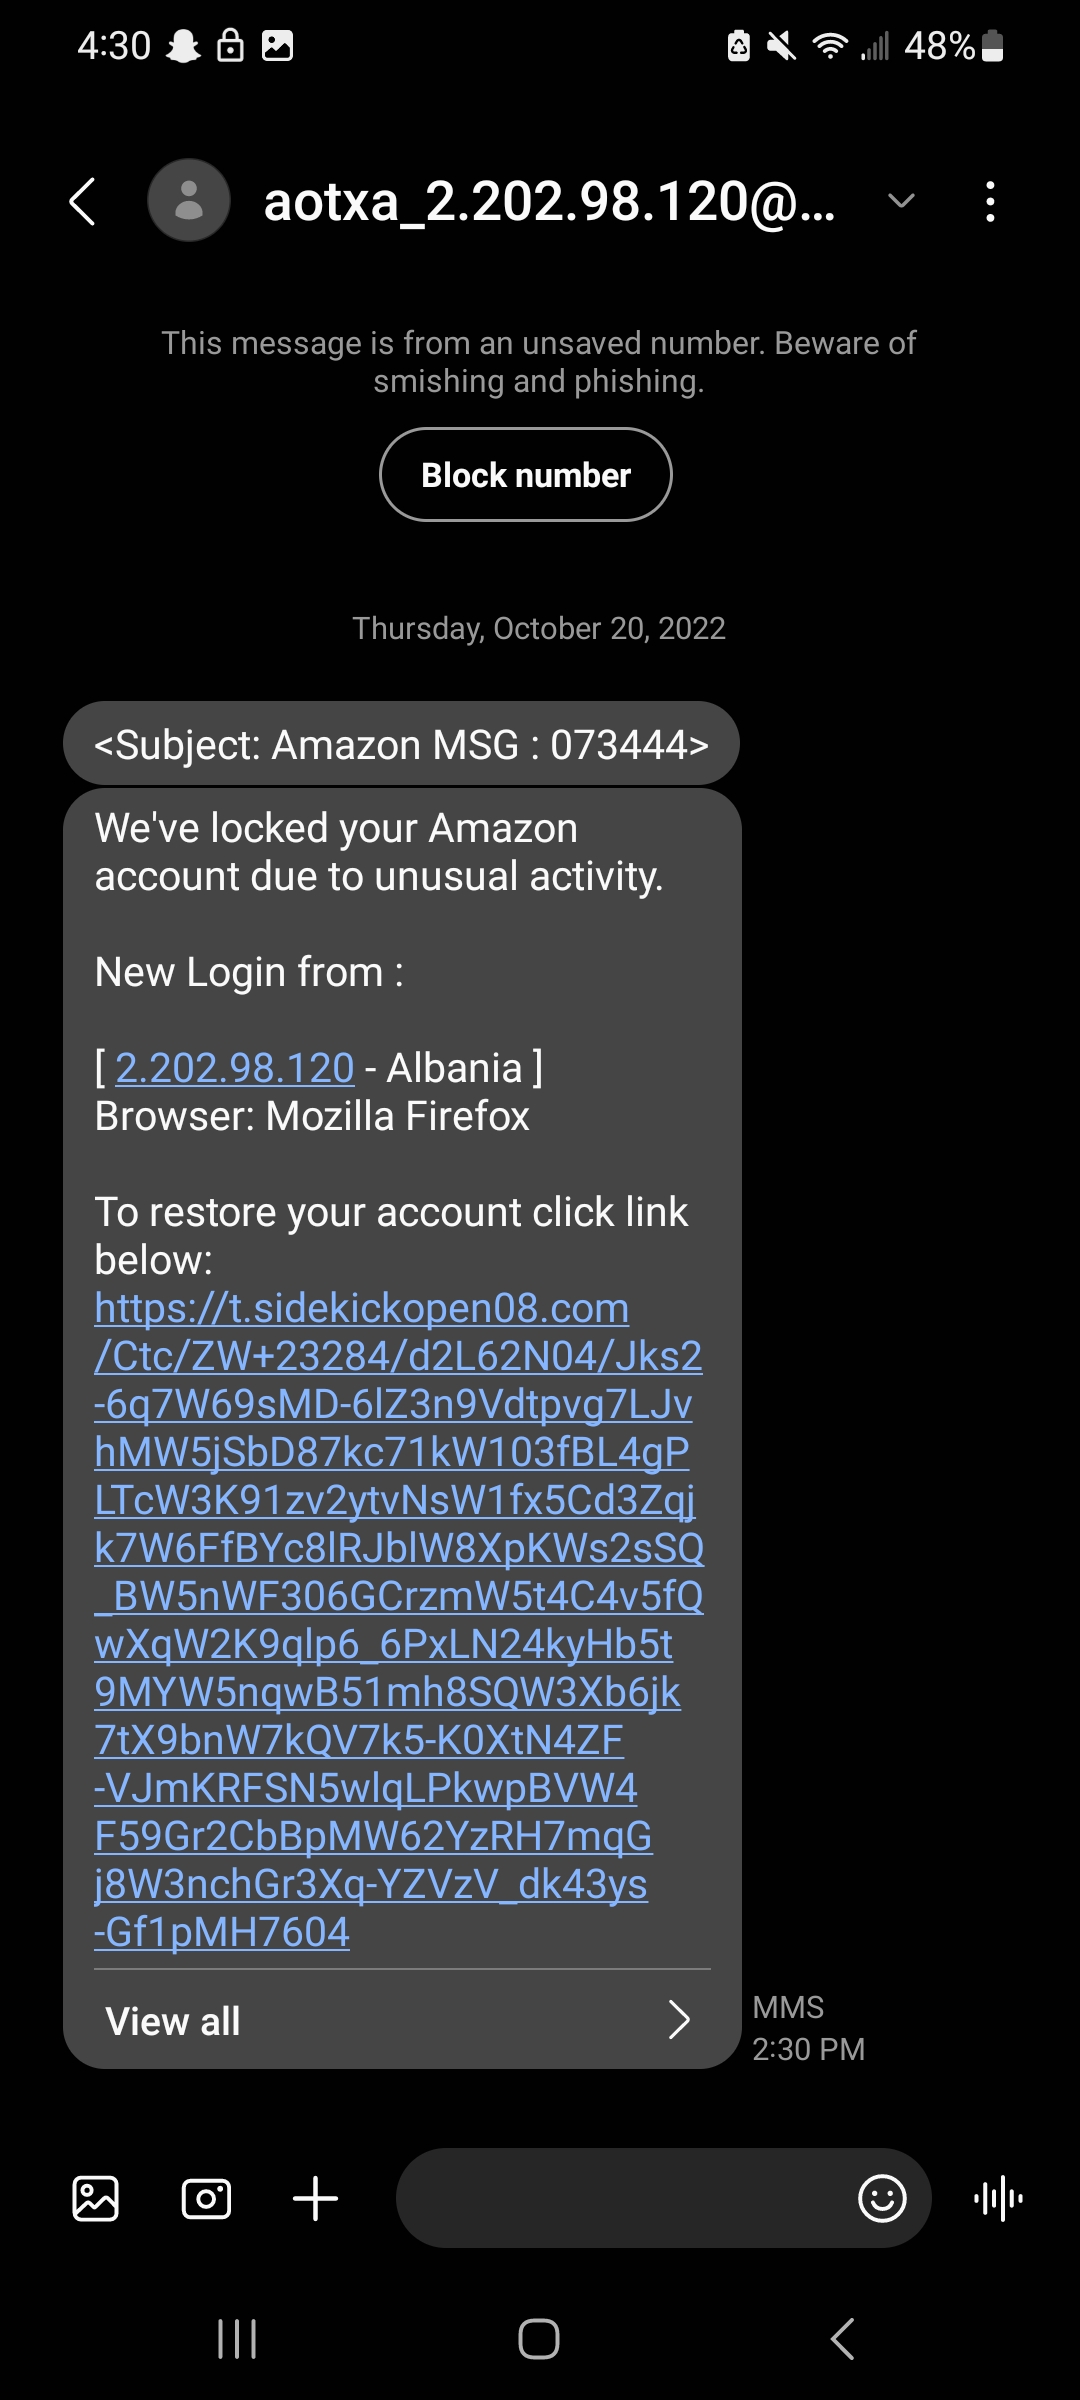 4:30 48%
aotxa_2.202.98.120@...
This message is from an unsaved number. Beware of
smishing and phishing.
Block number
Thursday, October 20, 2022
<Subject: Amazon MSG : 073444>
We've locked your Amazon
account due to unusual activity.
New Login from :
[ 2.202.98.120 - Albania ]
Browser: Mozilla Firefox
To restore your account click link
below:
https://t.sidekickopen08.com
/Ctc/ZW+23284/d2L62N04/Jks2
-6q7W69sMD-6lZ3n9Vdtpvg7LJv
hMW5jSbD87kc71kW103fBL4gP
LTcW3K91zv2ytvNsW1fx5Cd3Zqj
k7W6FfBYc8lRJblW8XpKWs2sSQ
_BW5nWF306GCrzmW5t4C4v5fQ
wXqW2K9qlp6_6PxLN24kyHb5t
9MYW5nqwB51mh8SQW3Xb6jk
7tX9bnW7kQV7k5-K0XtN4ZF
-VJmKRFSN5wlqLPkwpBVW4
F59Gr2CbBpMW62YzRH7mqG
j8W3nchGr3Xq-YZVzV_dk43ys
-Gf1pMH7604
View all
MMS
2:30 PM